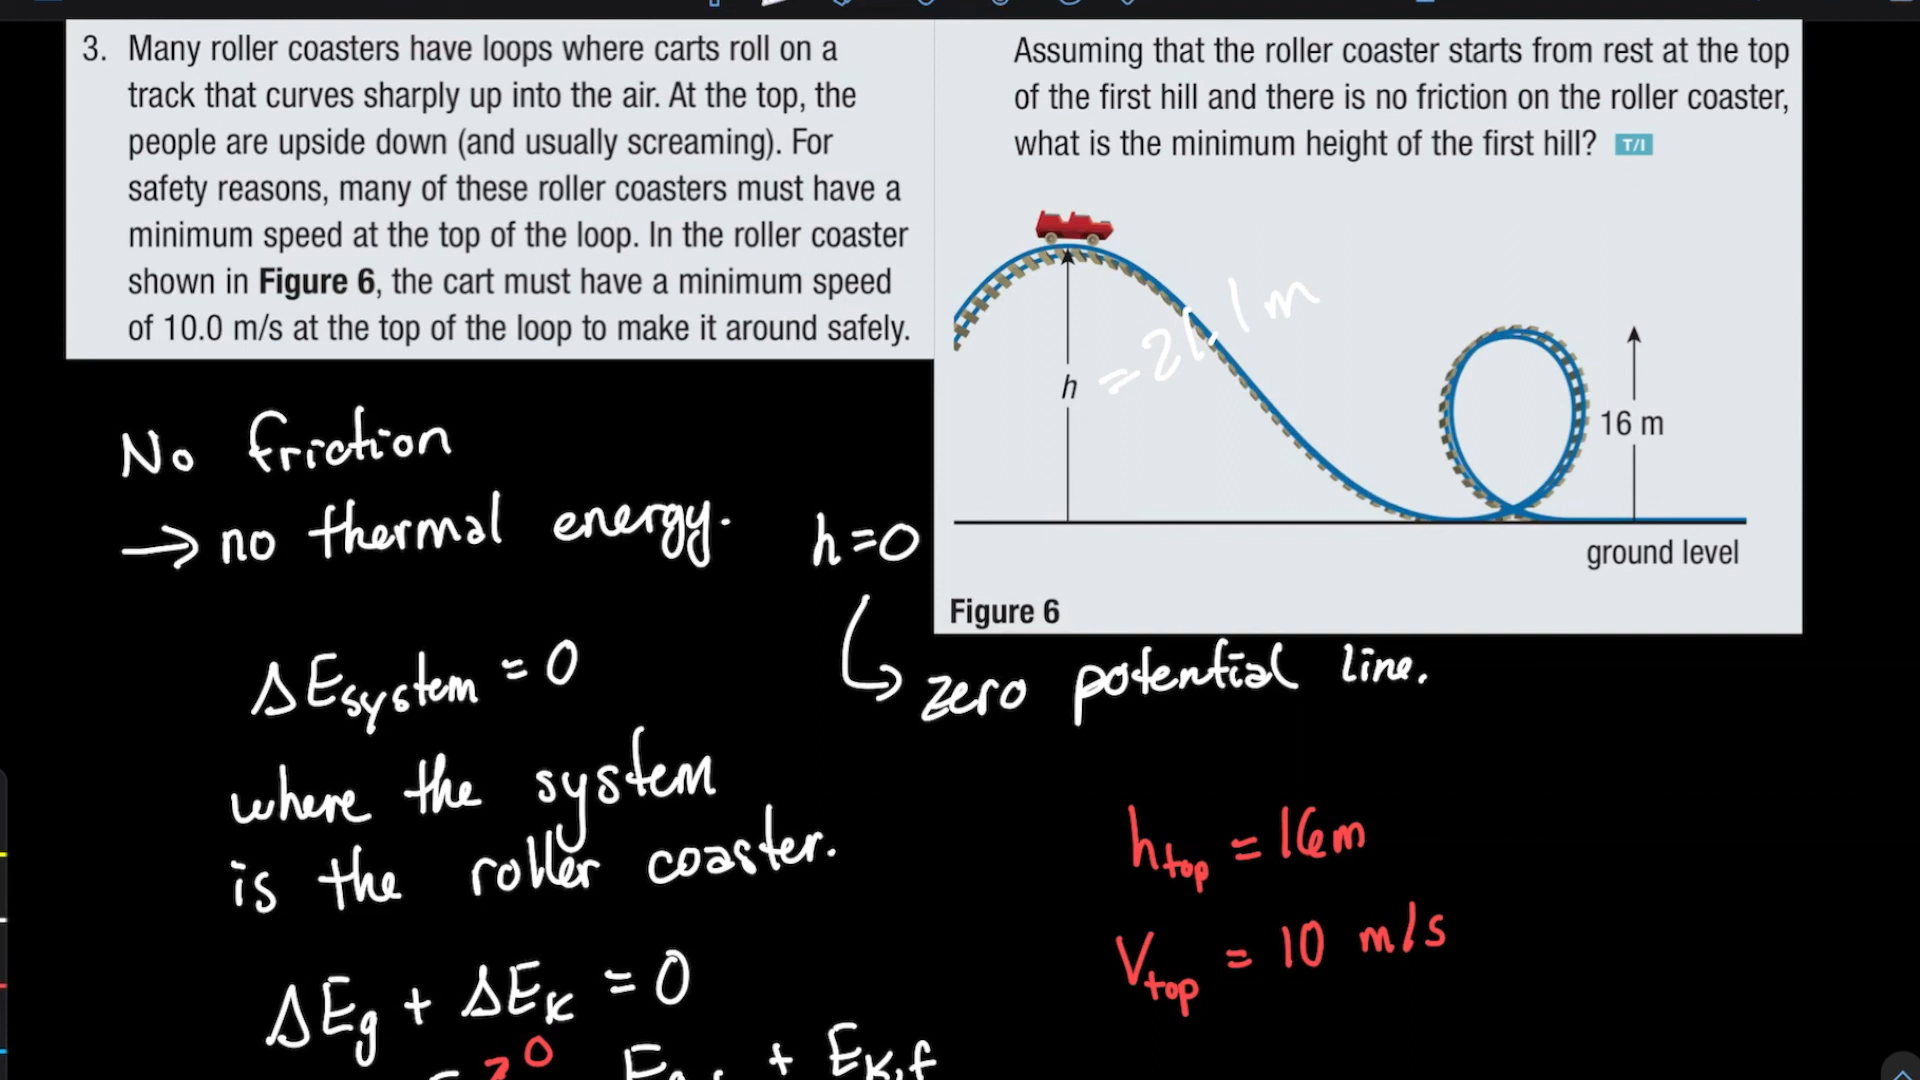 3. Many roller coasters have loops where carts roll on a
track that curves sharply up into the air. At the top, the
people are upside down (and usually screaming). For
safety reasons, many of these roller coasters must have a
minimum speed at the top of the loop. In the roller coaster
shown in Figure 6, the cart must have a minimum speed
of 10.0 m/s at the top of the loop to make it around safely.
Assuming that the roller coaster starts from rest at the top
of the first hill and there is no friction on the roller coaster,
what is the minimum height of the first hill? T/I
h = 21.1m
16 m
ground level
Figure 6
No friction
→ no thermal energy.
h=0
↳ zero potential line.
ΔEsystem = 0
where the system
is the roller coaster.
htop = 16m
Vtop = 10 m/s
ΔEg + ΔEK = 0
0
+ EK,f